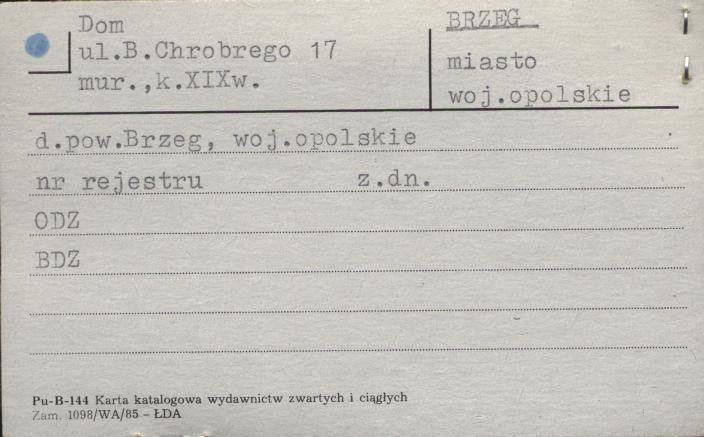 Dom
ul.B.Chrobrego 17
mur.,k.XIXw.
BRZEG
miasto
woj.opolskie
d.pow.Brzeg, woj.opolskie
nr rejestru z.dn.
ODZ
BDZ
Pu-B-144 Karta katalogowa wydawnictw zwartych i ciągłych
Zam. 1098/WA/85 – ŁDA